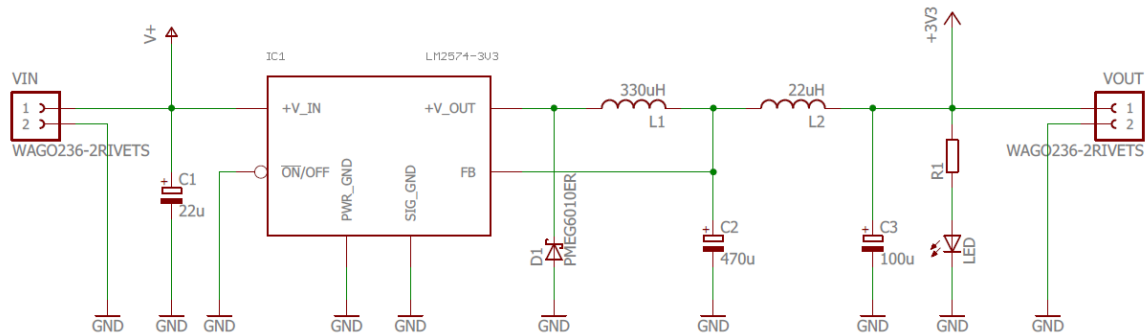 V+
+3V3
IC1
LM2574-3V3
VIN
330uH
22uH
VOUT
1
+V_IN
+V_OUT
1
2
L1
L2
2
WAGO236-2RIVETS
WAGO236-2RIVETS
ON/OFF
PWR_GND
SIG_GND
FB
R1
+
C1
22u
D1
PMEG6010ER
+
C2
470u
+
C3
100u
LED
GND
GND
GND
GND
GND
GND
GND
GND
GND
GND